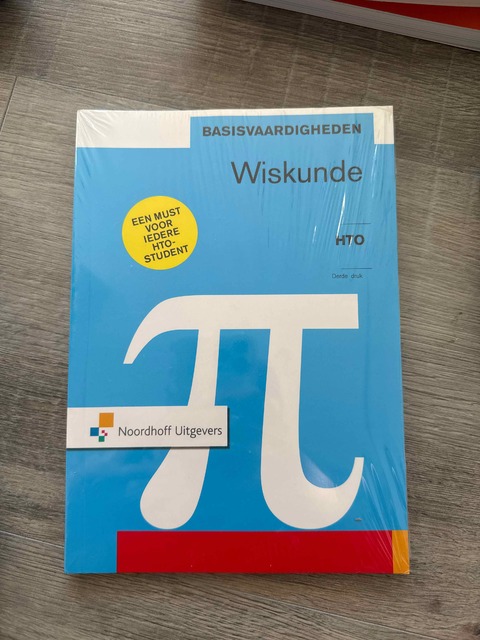 BASISVAARDIGHEDEN
Wiskunde
EEN MUST
VOOR
IEDERE
HTO-
STUDENT
HTO
Derde druk
π
Noordhoff Uitgevers